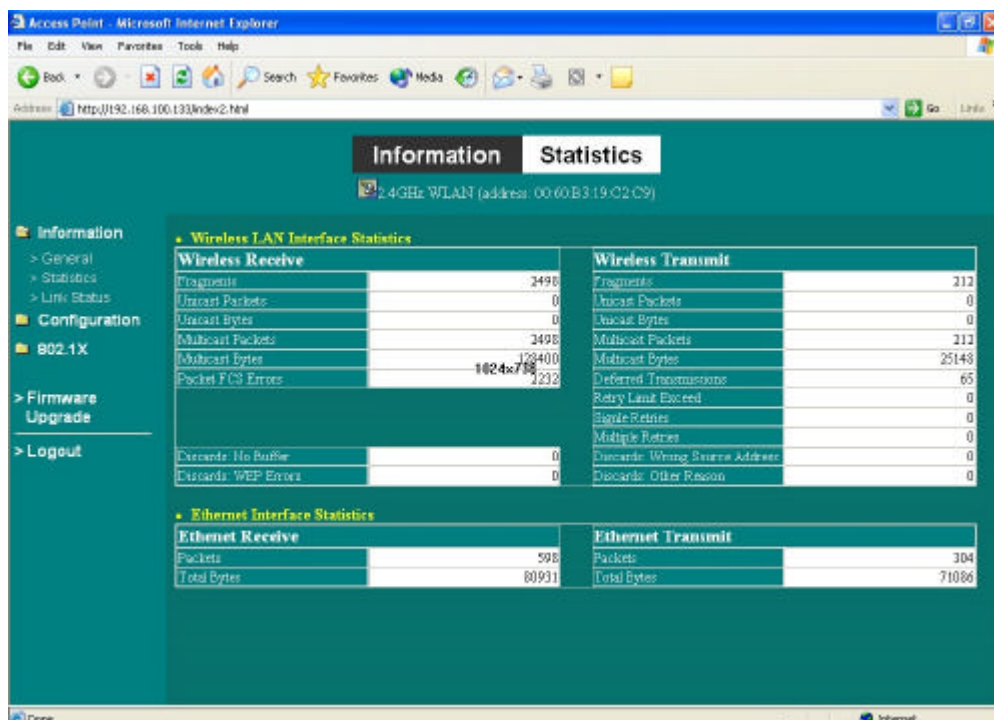 Access Point - Microsoft Internet Explorer
File Edit View Favorites Tools Help
Back Search Favorites Media
Address http://192.168.100.133/index2.html Go Links
Information Statistics
2.4GHz WLAN (address: 00:60:B3:19:C2:C9)
Information
> General
> Statistics
> Link Status
Configuration
802.1X
> Firmware
Upgrade
> Logout
Wireless LAN Interface Statistics
Wireless Receive Wireless Transmit
Fragments 2498 Fragments 212
Unicast Packets 0 Unicast Packets 0
Unicast Bytes 0 Unicast Bytes 0
Multicast Packets 2498 Multicast Packets 212
Multicast Bytes 128400 Multicast Bytes 25148
1024x738
Packet FCS Errors 2232 Deferred Transmissions 65
Retry Limit Exceed 0
Signle Retries 0
Multiple Retries 0
Discards: No Buffer 0 Discards: Wrong Source Address 0
Discards: WEP Errors 0 Discards: Other Reason 0
Ethernet Interface Statistics
Ethenet Receive Ethernet Transmit
Packets 598 Packets 304
Total Bytes 80931 Total Bytes 71086
Done Internet